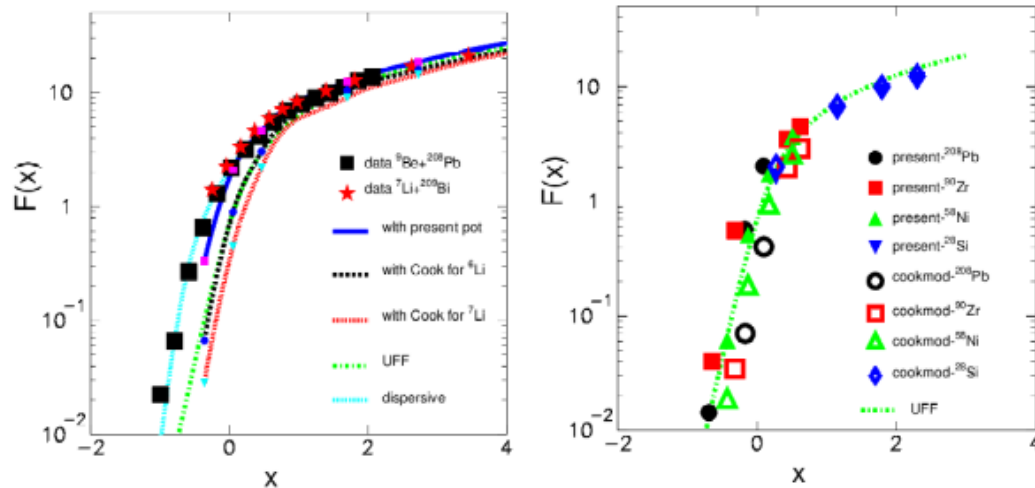 F(x)
10
1
10⁻¹
10⁻²
−2
0
2
4
x
data ⁹Be+²⁰⁸Pb
data ⁷Li+²⁰⁹Bi
with present pot
with Cook for ⁶Li
with Cook for ⁷Li
UFF
dispersive
F(x)
10
1
10⁻¹
10⁻²
−2
0
2
4
x
present-²⁰⁸Pb
present-⁹⁰Zr
present-⁵⁸Ni
present-²⁸Si
cookmod-²⁰⁸Pb
cookmod-⁹⁰Zr
cookmod-⁵⁸Ni
cookmod-²⁸Si
UFF